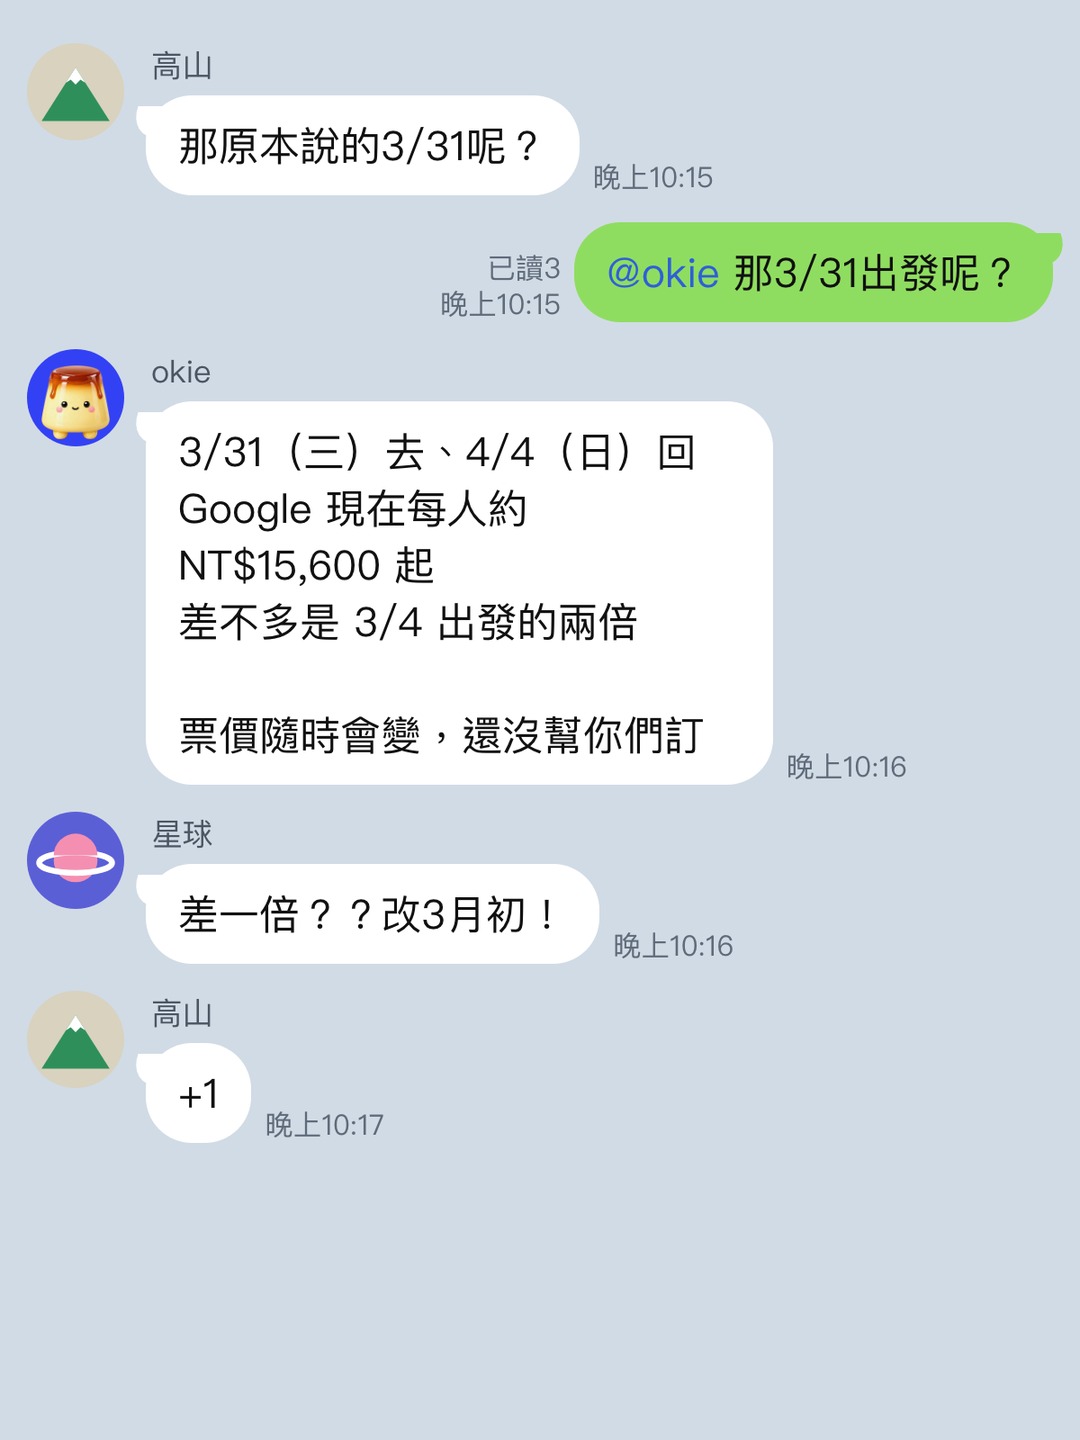 高山
那原本說的3/31呢？
晚上10:15
已讀3
晚上10:15
@okie 那3/31出發呢？
okie
3/31（三）去、4/4（日）回
Google 現在每人約
NT$15,600 起
差不多是 3/4 出發的兩倍
票價隨時會變，還沒幫你們訂
晚上10:16
星球
差一倍？？改3月初！
晚上10:16
高山
+1
晚上10:17